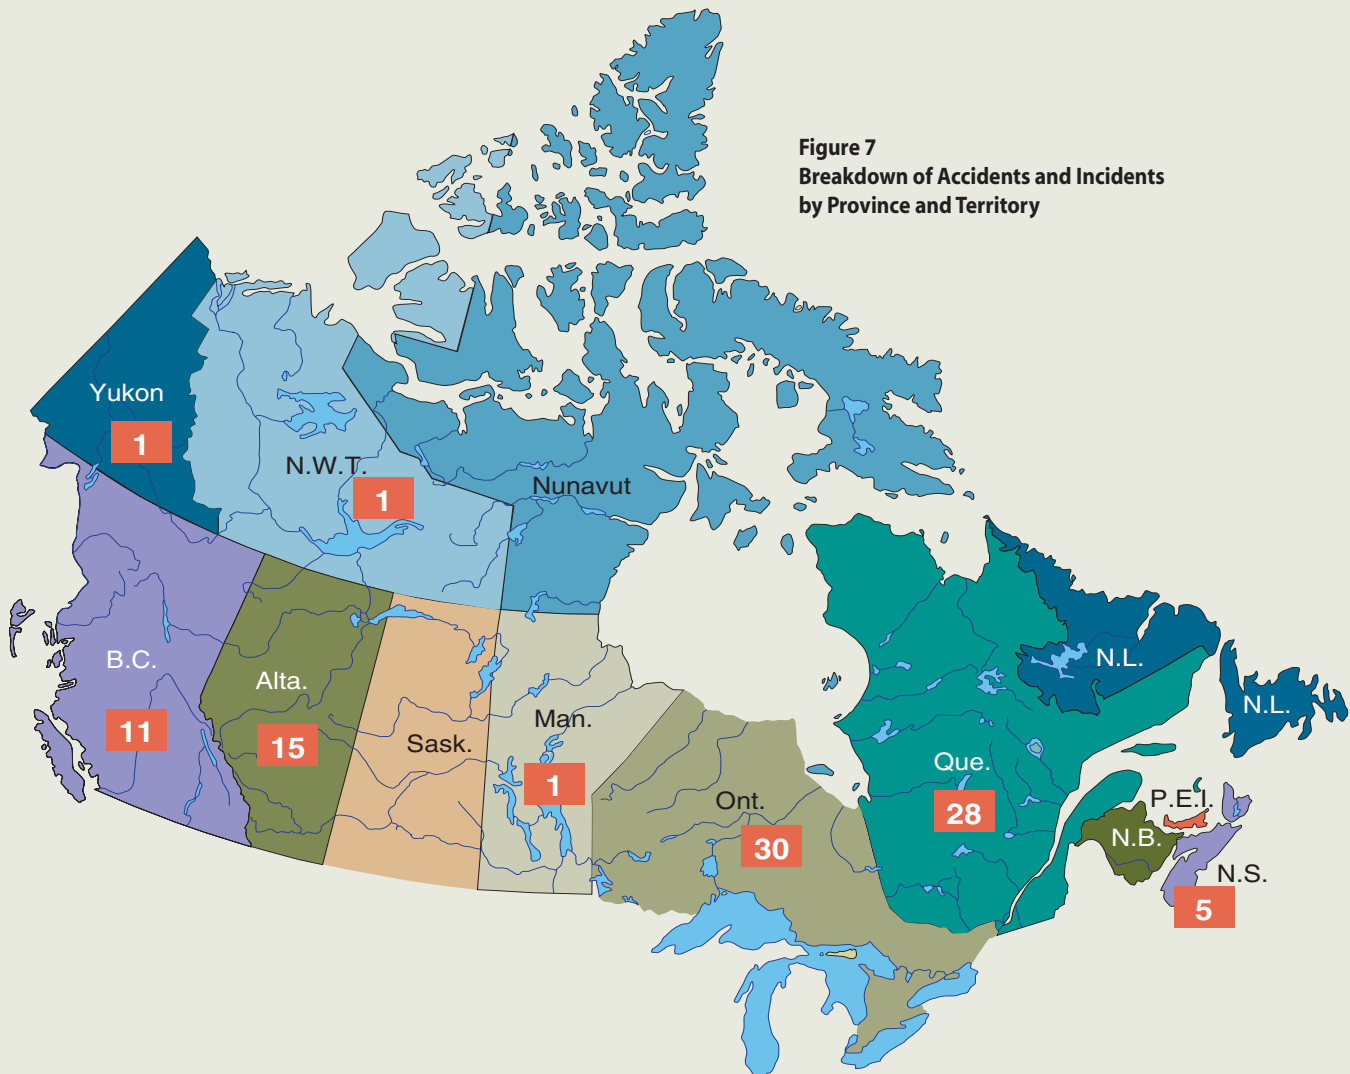 Figure 7
Breakdown of Accidents and Incidents
by Province and Territory
Yukon
1
N.W.T.
1
Nunavut
B.C.
11
Alta.
15
Sask.
Man.
1
Ont.
30
Que.
28
N.L.
N.L.
P.E.I.
N.B.
N.S.
5